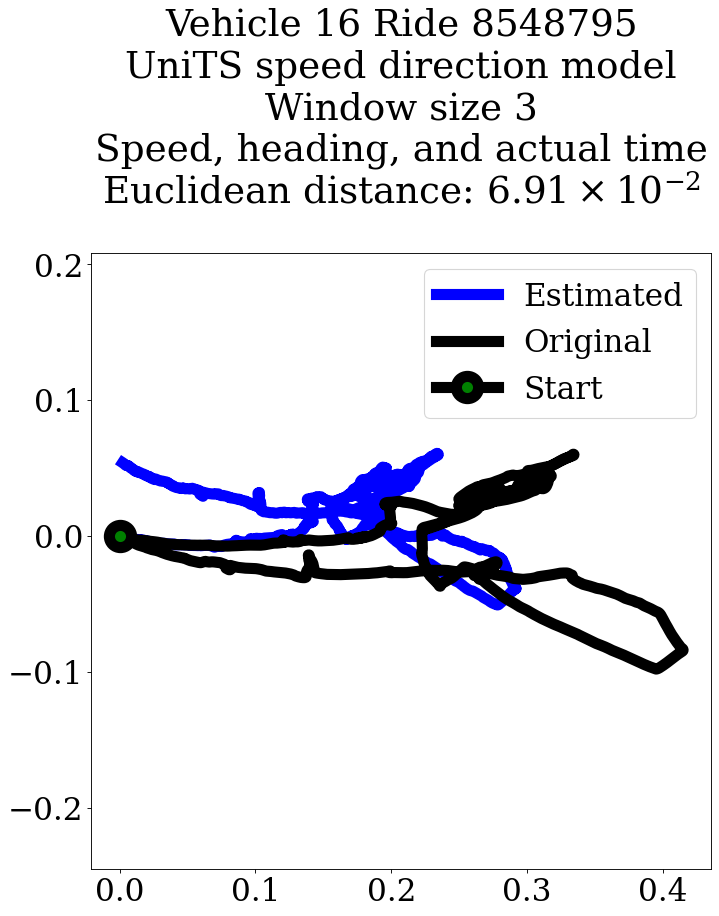 Vehicle 16 Ride 8548795
UniTS speed direction model
Window size 3
Speed, heading, and actual time
Euclidean distance: 6.91 × 10⁻²
Estimated
Original
Start
0.2
0.1
0.0
−0.1
−0.2
0.0 0.1 0.2 0.3 0.4